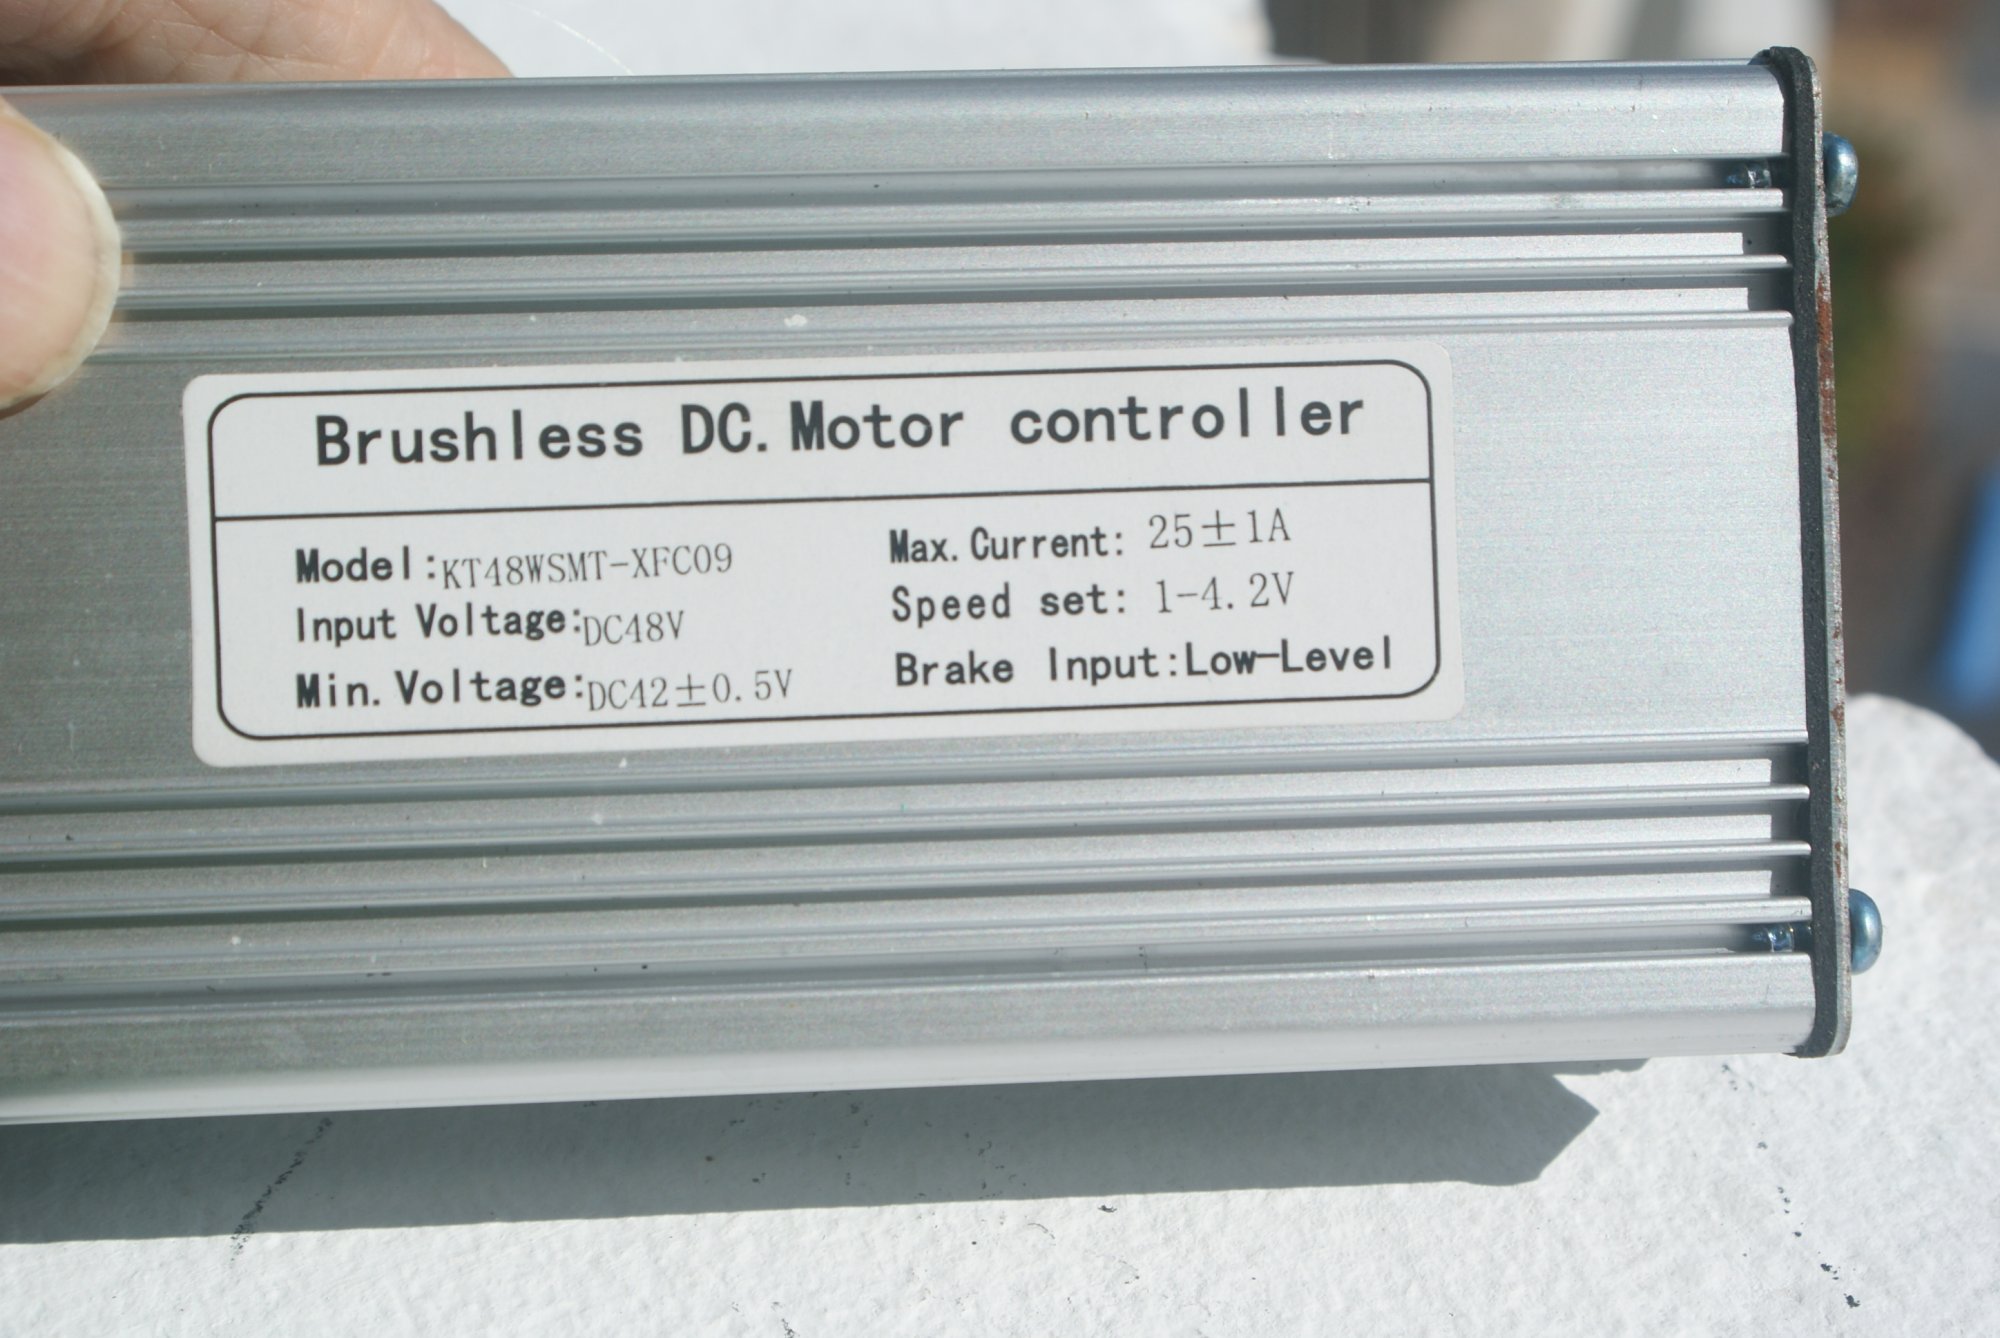 Brushless DC. Motor controller
Model:KT48WSMT-XFC09
Input Voltage:DC48V
Min. Voltage:DC42±0.5V
Max. Current: 25±1A
Speed set: 1-4.2V
Brake Input:Low-Level